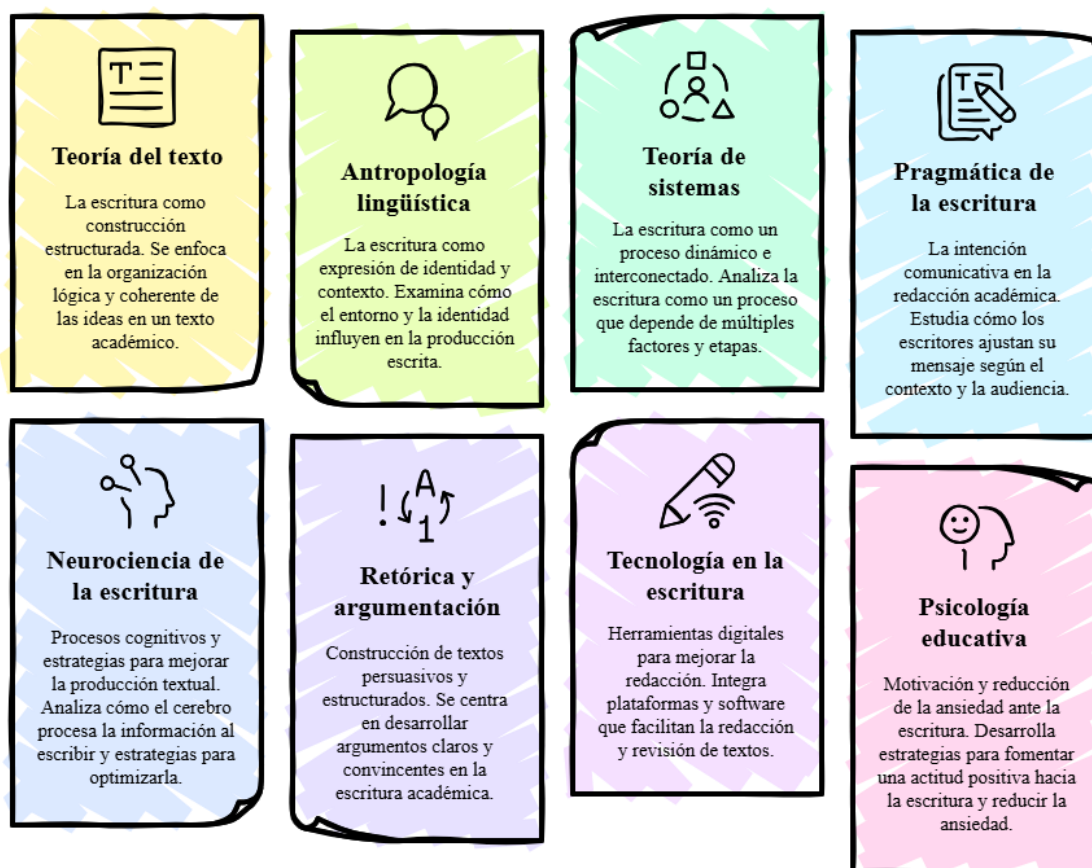 Teoría del texto
La escritura como
construcción
estructurada. Se enfoca
en la organización
lógica y coherente de
las ideas en un texto
académico.
Antropología
lingüística
La escritura como
expresión de identidad y
contexto. Examina cómo
el entorno y la identidad
influyen en la producción
escrita.
Teoría de
sistemas
La escritura como un
proceso dinámico e
interconectado. Analiza la
escritura como un proceso
que depende de múltiples
factores y etapas.
Pragmática de
la escritura
La intención
comunicativa en la
redacción académica.
Estudia cómo los
escritores ajustan su
mensaje según el
contexto y la audiencia.
Neurociencia de
la escritura
Procesos cognitivos y
estrategias para mejorar
la producción textual.
Analiza cómo el cerebro
procesa la información al
escribir y estrategias para
optimizarla.
Retórica y
argumentación
Construcción de textos
persuasivos y
estructurados. Se centra
en desarrollar
argumentos claros y
convincentes en la
escritura académica.
Tecnología en la
escritura
Herramientas digitales
para mejorar la
redacción. Integra
plataformas y software
que facilitan la redacción
y revisión de textos.
Psicología
educativa
Motivación y reducción
de la ansiedad ante la
escritura. Desarrolla
estrategias para fomentar
una actitud positiva hacia
la escritura y reducir la
ansiedad.